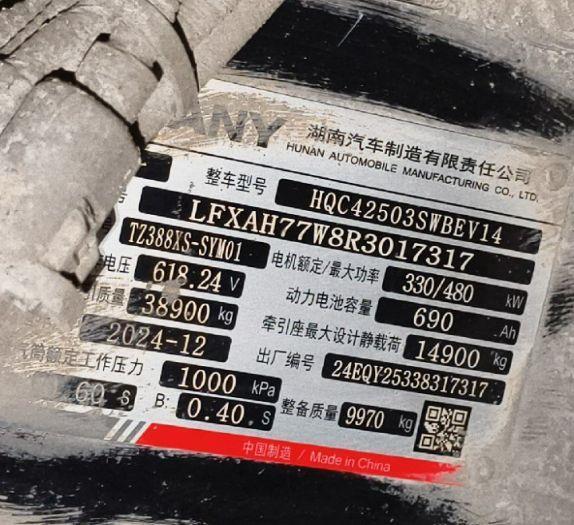 ANY 湖南汽车制造有限责任公司
HUNAN AUTOMOBILE MANUFACTURING CO., LTD.
整车型号 HQC42503SWBEV14
LFXAH77W8R3017317
TZ388XS-SYM01 电机额定/最大功率 330/480 kW
电压 618.24 V 动力电池容量 690 Ah
质量 38900 kg 牵引座最大设计静载荷 14900 kg
2024-12 出厂编号 24EQY25338317317
气筒额定工作压力 1000 kPa 整备质量 9970 kg
60 S B: 0.40 S
中国制造 / Made in China